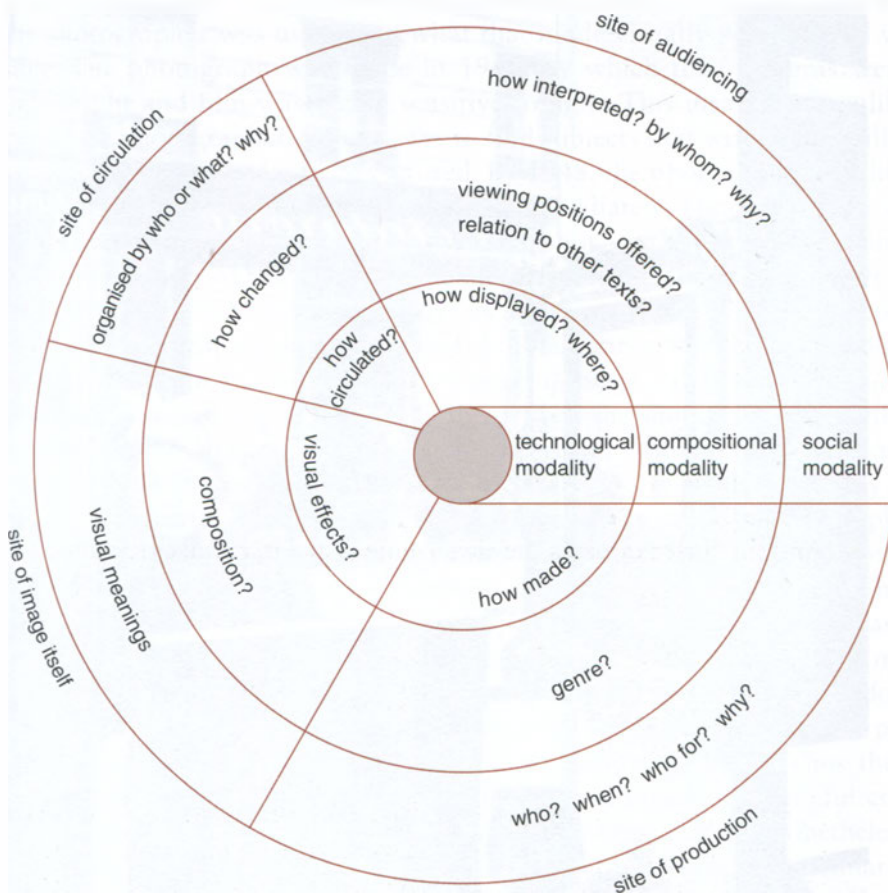 site of audiencing
how interpreted? by whom? why?
viewing positions offered?
relation to other texts?
how displayed? where?
site of circulation
organised by who or what? why?
how changed?
how
circulated?
technological
modality
compositional
modality
social
modality
site of image itself
visual meanings
composition?
visual effects?
how made?
genre?
who? when? who for? why?
site of production